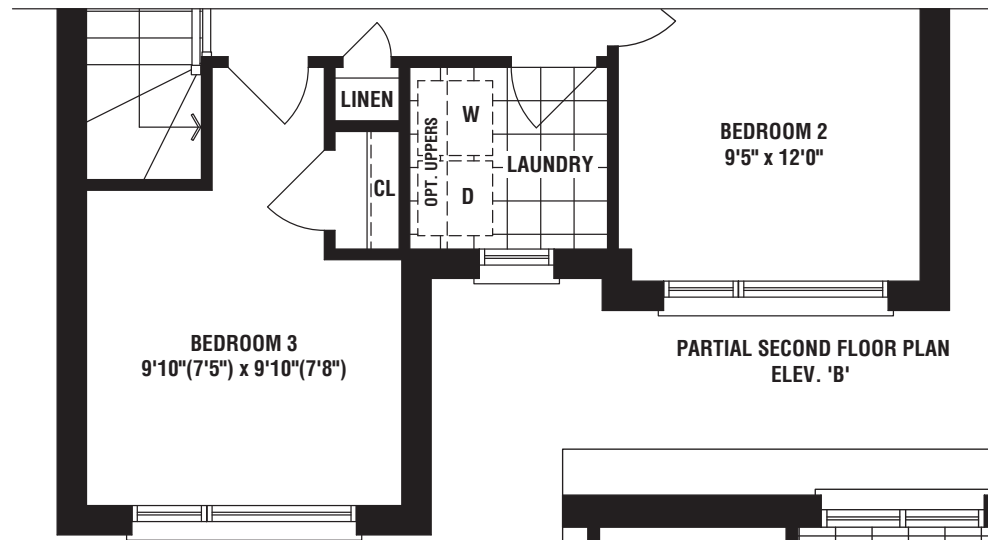 LINEN
W
OPT. UPPERS
LAUNDRY
CL
D
BEDROOM 2
9'5" x 12'0"
BEDROOM 3
9'10"(7'5") x 9'10"(7'8")
PARTIAL SECOND FLOOR PLAN
ELEV. 'B'